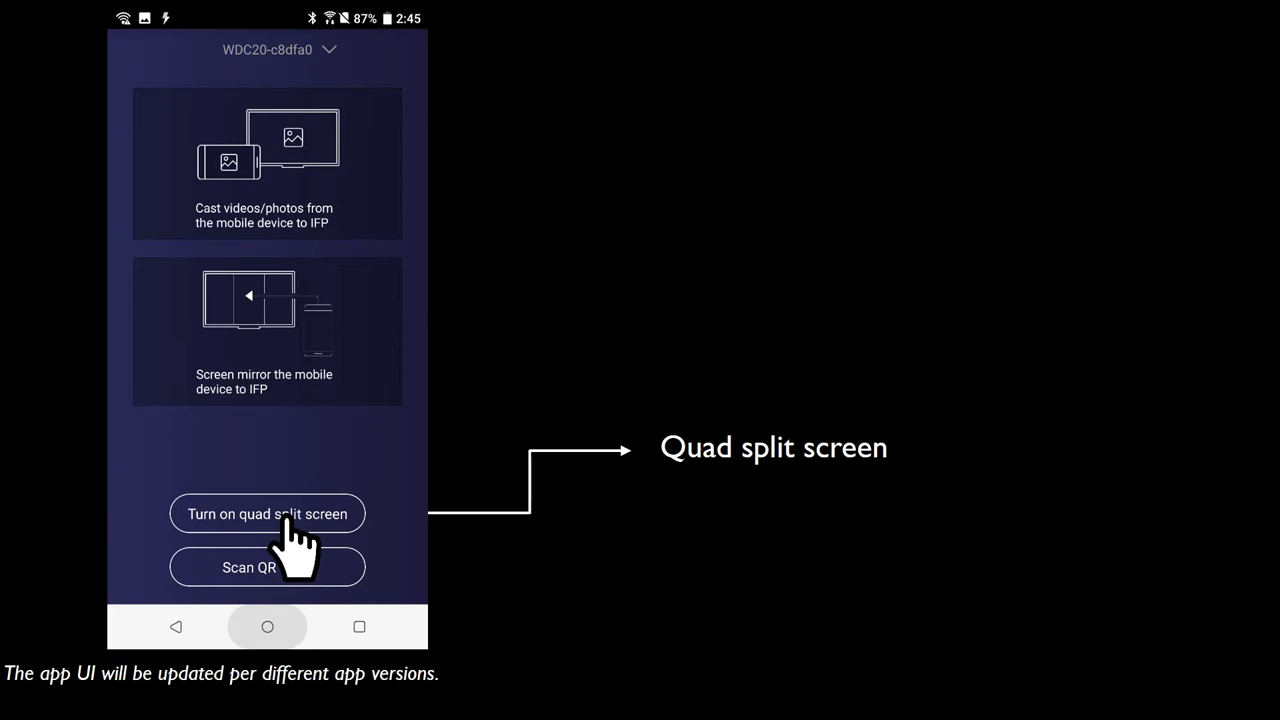 87% 2:45
WDC20-c8dfa0
Cast videos/photos from
the mobile device to IFP
Screen mirror the mobile
device to IFP
Quad split screen
Turn on quad split screen
Scan QR
The app UI will be updated per different app versions.